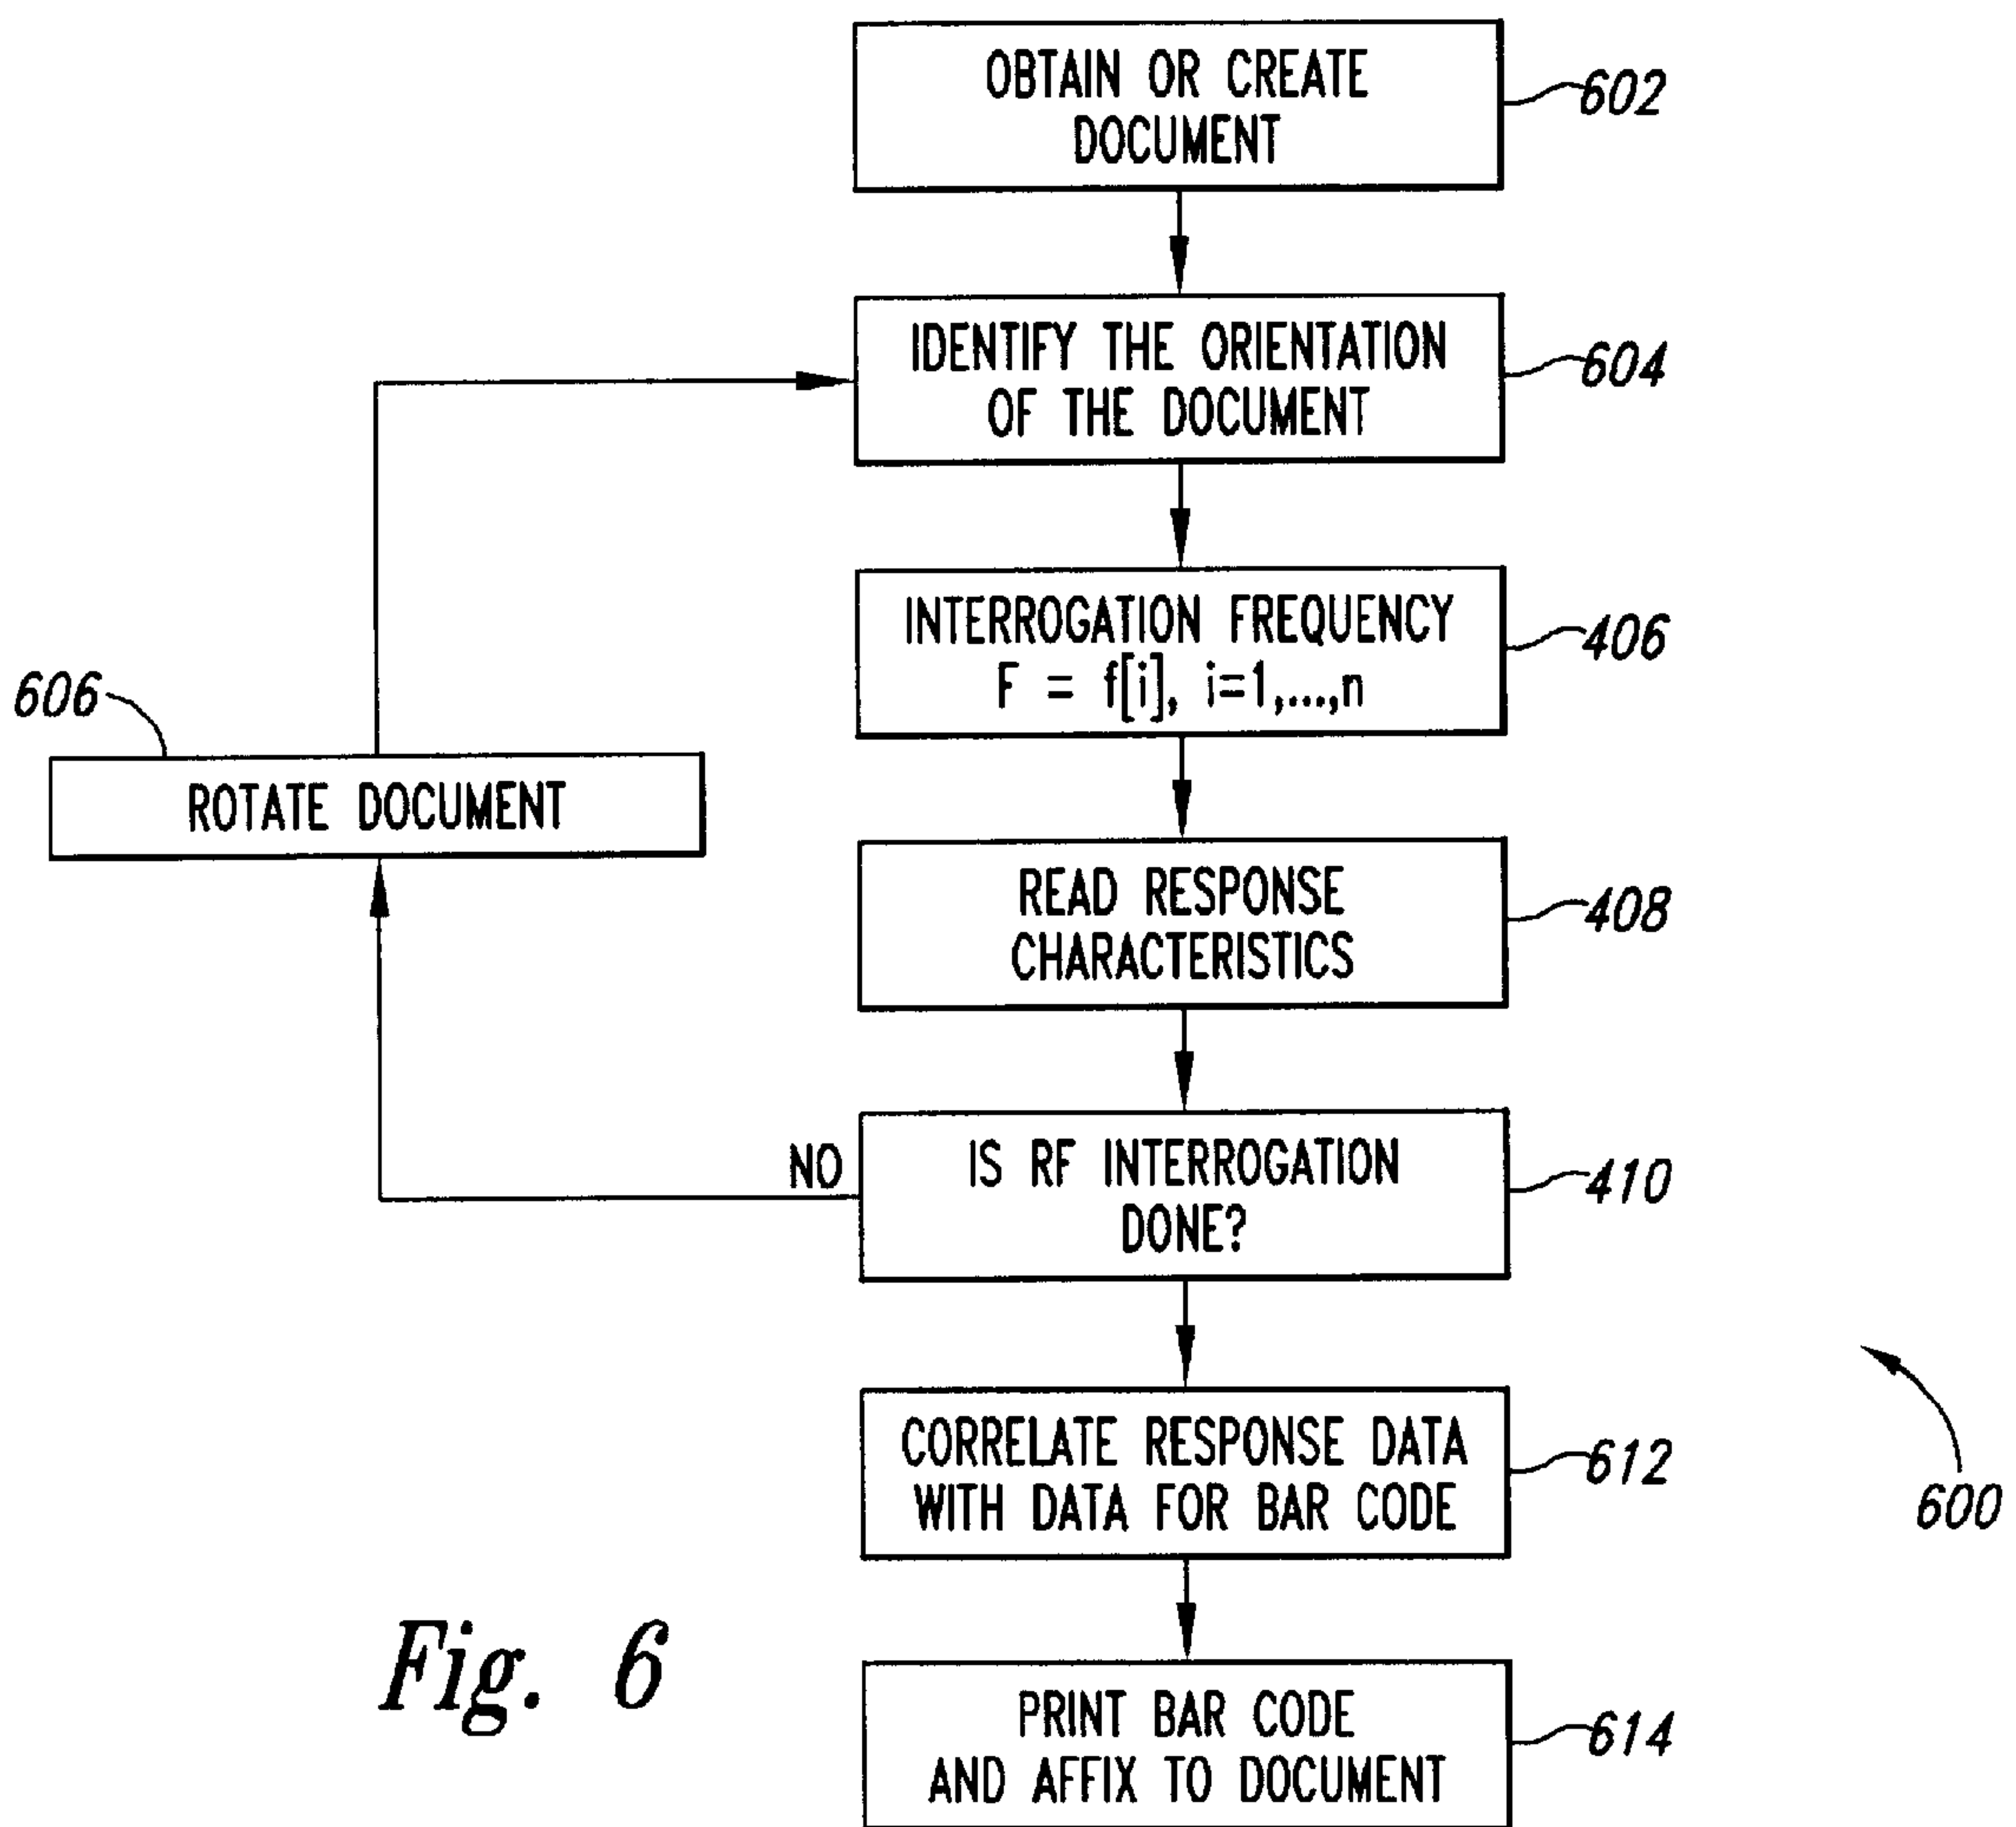 OBTAIN OR CREATE
DOCUMENT
602
IDENTIFY THE ORIENTATION
OF THE DOCUMENT
604
INTERROGATION FREQUENCY
F = f[i], i=1,...,n
406
606
ROTATE DOCUMENT
READ RESPONSE
CHARACTERISTICS
408
NO
IS RF INTERROGATION
DONE?
410
CORRELATE RESPONSE DATA
WITH DATA FOR BAR CODE
612
600
PRINT BAR CODE
AND AFFIX TO DOCUMENT
614
Fig. 6